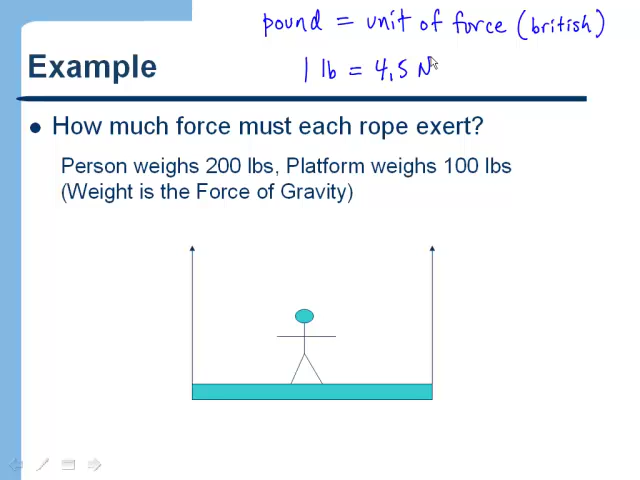 pound = unit of force (british)
Example
1 lb = 4.5 N
How much force must each rope exert?
Person weighs 200 lbs, Platform weighs 100 lbs
(Weight is the Force of Gravity)